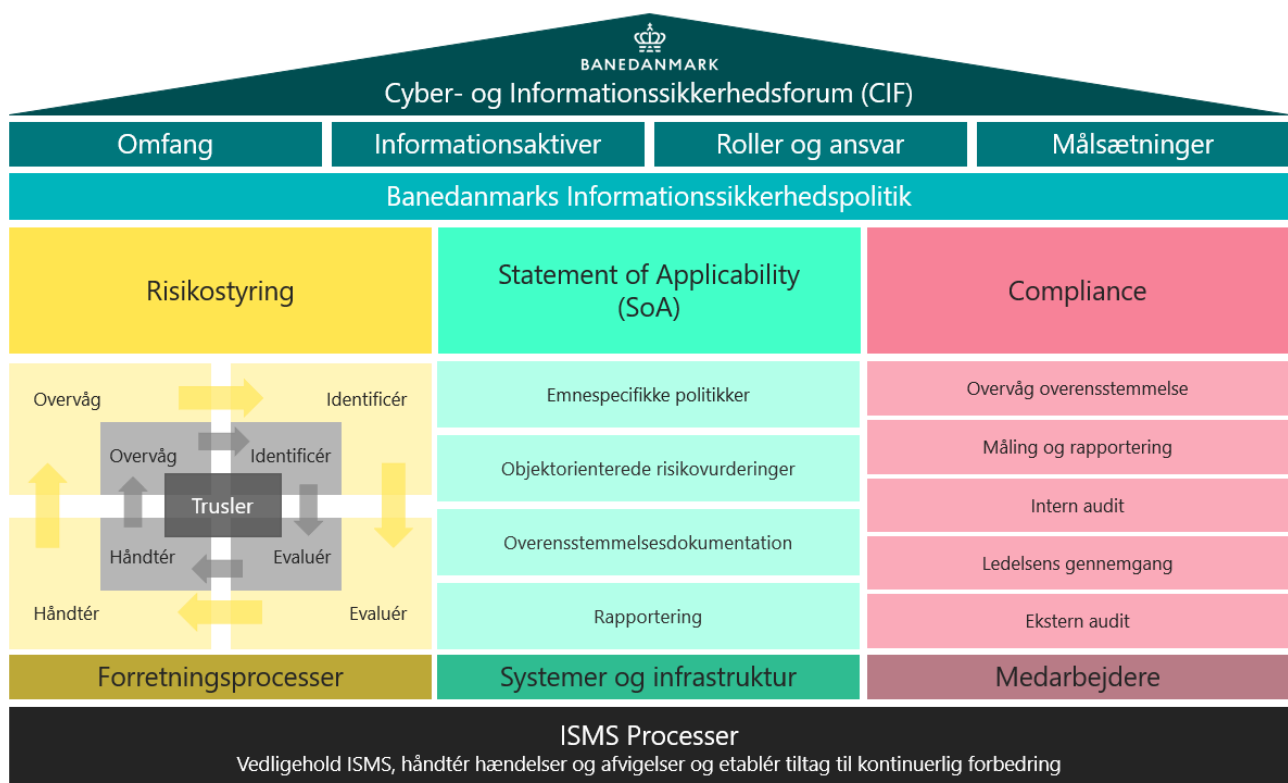 BANEDANMARK
Cyber- og Informationssikkerhedsforum (CIF)
Omfang
Informationsaktiver
Roller og ansvar
Målsætninger
Banedanmarks Informationssikkerhedspolitik
Risikostyring
Overvåg
Identificér
Overvåg
Identificér
Trusler
Håndtér
Evaluér
Håndtér
Evaluér
Forretningsprocesser
Statement of Applicability
(SoA)
Emnespecifikke politikker
Objektorienterede risikovurderinger
Overensstemmelsesdokumentation
Rapportering
Systemer og infrastruktur
Compliance
Overvåg overensstemmelse
Måling og rapportering
Intern audit
Ledelsens gennemgang
Ekstern audit
Medarbejdere
ISMS Processer
Vedligehold ISMS, håndtér hændelser og afvigelser og etablér tiltag til kontinuerlig forbedring